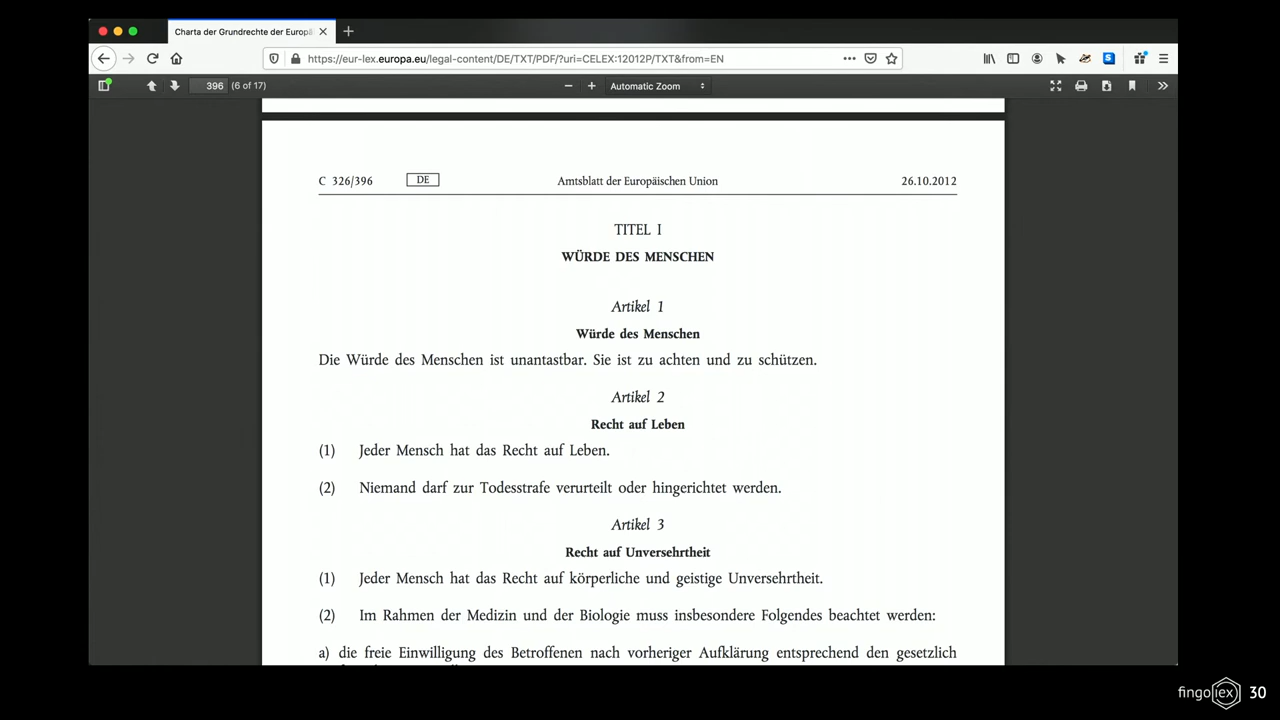 Charta der Grundrechte der Europä
https://eur-lex.europa.eu/legal-content/DE/TXT/PDF/?uri=CELEX:12012P/TXT&from=EN
396 (6 of 17)
Automatic Zoom
C 326/396 DE Amtsblatt der Europäischen Union 26.10.2012
TITEL I
WÜRDE DES MENSCHEN
Artikel 1
Würde des Menschen
Die Würde des Menschen ist unantastbar. Sie ist zu achten und zu schützen.
Artikel 2
Recht auf Leben
(1) Jeder Mensch hat das Recht auf Leben.
(2) Niemand darf zur Todesstrafe verurteilt oder hingerichtet werden.
Artikel 3
Recht auf Unversehrtheit
(1) Jeder Mensch hat das Recht auf körperliche und geistige Unversehrtheit.
(2) Im Rahmen der Medizin und der Biologie muss insbesondere Folgendes beachtet werden:
a) die freie Einwilligung des Betroffenen nach vorheriger Aufklärung entsprechend den gesetzlich
fingolex 30